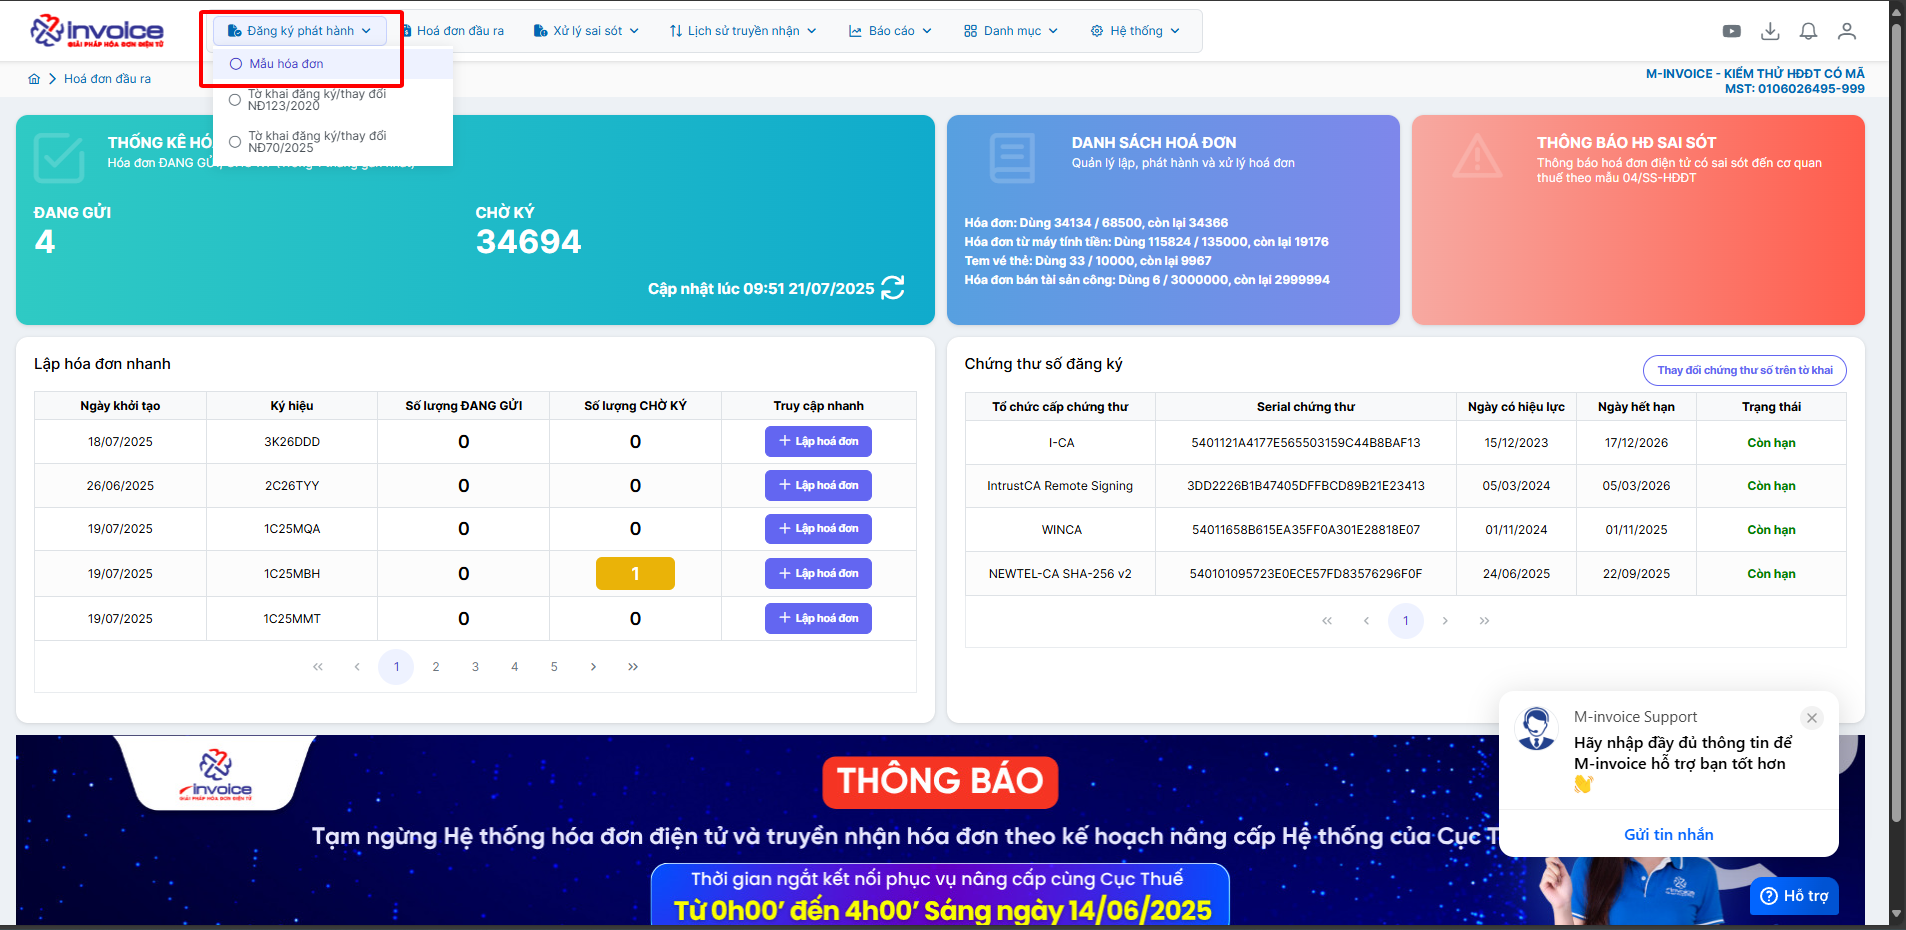 invoice
GIẢI PHÁP HÓA ĐƠN ĐIỆN TỬ
Đăng ký phát hành
Hoá đơn đầu ra
Xử lý sai sót
Lịch sử truyền nhận
Báo cáo
Danh mục
Hệ thống
Mẫu hóa đơn
Tờ khai đăng ký/thay đổi
NĐ123/2020
Tờ khai đăng ký/thay đổi
NĐ70/2025
Hoá đơn đầu ra
M-INVOICE - KIỂM THỬ HĐĐT CÓ MÃ
MST: 0106026495-999
THỐNG KÊ HÓ
Hóa đơn ĐANG GỬ
ĐANG GỬI
4
CHỜ KÝ
34694
Cập nhật lúc 09:51 21/07/2025
DANH SÁCH HOÁ ĐƠN
Quản lý lập, phát hành và xử lý hoá đơn
Hóa đơn: Dùng 34134 / 68500, còn lại 34366
Hóa đơn từ máy tính tiền: Dùng 115824 / 135000, còn lại 19176
Tem vé thẻ: Dùng 33 / 10000, còn lại 9967
Hóa đơn bán tài sản công: Dùng 6 / 3000000, còn lại 2999994
THÔNG BÁO HĐ SAI SÓT
Thông báo hoá đơn điện tử có sai sót đến cơ quan
thuế theo mẫu 04/SS-HĐĐT
Lập hóa đơn nhanh
Ngày khởi tạo Ký hiệu Số lượng ĐANG GỬI Số lượng CHỜ KÝ Truy cập nhanh
18/07/2025 3K26DDD 0 0 + Lập hoá đơn
26/06/2025 2C26TYY 0 0 + Lập hoá đơn
19/07/2025 1C25MQA 0 0 + Lập hoá đơn
19/07/2025 1C25MBH 0 1 + Lập hoá đơn
19/07/2025 1C25MMT 0 0 + Lập hoá đơn
« ‹ 1 2 3 4 5 › »
Chứng thư số đăng ký
Thay đổi chứng thư số trên tờ khai
Tổ chức cấp chứng thư Serial chứng thư Ngày có hiệu lực Ngày hết hạn Trạng thái
I-CA 5401121A4177E565503159C44B8BAF13 15/12/2023 17/12/2026 Còn hạn
IntrustCA Remote Signing 3DD2226B1B47405DFFBCD89B21E23413 05/03/2024 05/03/2026 Còn hạn
WINCA 54011658B615EA35FF0A301E28818E07 01/11/2024 01/11/2025 Còn hạn
NEWTEL-CA SHA-256 v2 540101095723E0ECE57FD83576296F0F 24/06/2025 22/09/2025 Còn hạn
« ‹ 1 › »
invoice
GIẢI PHÁP HÓA ĐƠN ĐIỆN TỬ
THÔNG BÁO
Tạm ngừng Hệ thống hóa đơn điện tử và truyền nhận hóa đơn theo kế hoạch nâng cấp Hệ thống của Cục T
Thời gian ngắt kết nối phục vụ nâng cấp cùng Cục Thuế
Từ 0h00’ đến 4h00’ Sáng ngày 14/06/2025
M-invoice Support
Hãy nhập đầy đủ thông tin để
M-invoice hỗ trợ bạn tốt hơn
Gửi tin nhắn
Hỗ trợ